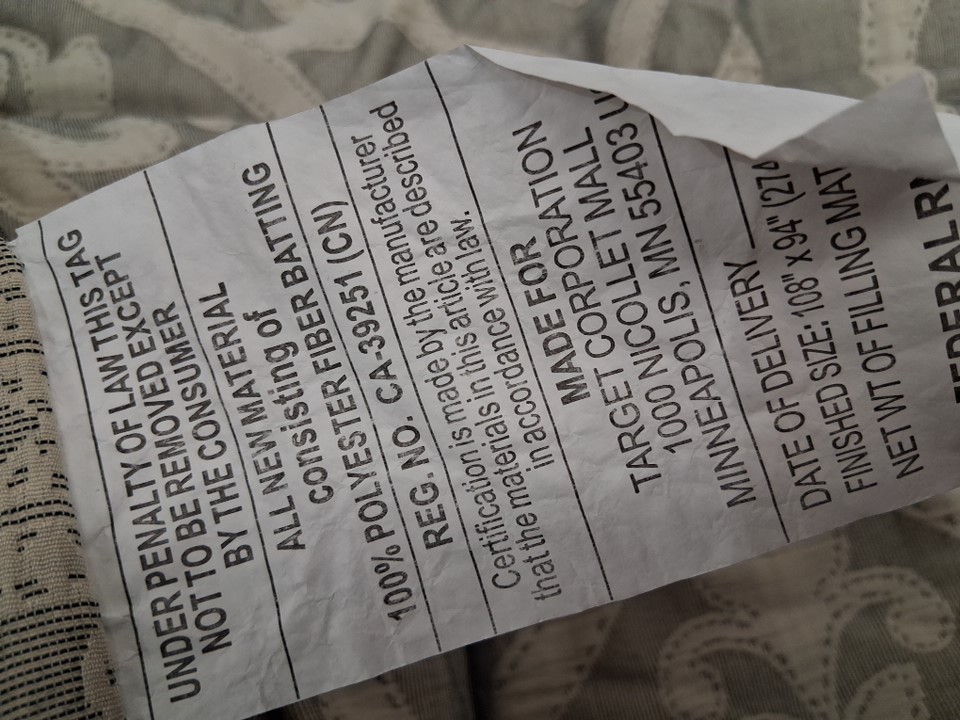 UNDER PENALTY OF LAW THIS TAG
NOT TO BE REMOVED EXCEPT
BY THE CONSUMER
ALL NEW MATERIAL
consisting of
100% POLYESTER FIBER BATTING
REG. NO. CA-39251 (CN)
Certification is made by the manufacturer
that the materials in this article are described
in accordance with law.
MADE FOR
TARGET CORPORATION
1000 NICOLLET MALL
MINNEAPOLIS, MN 55403
DATE OF DELIVERY
FINISHED SIZE: 108" x 94" (274
NET WT OF FILLING MAT